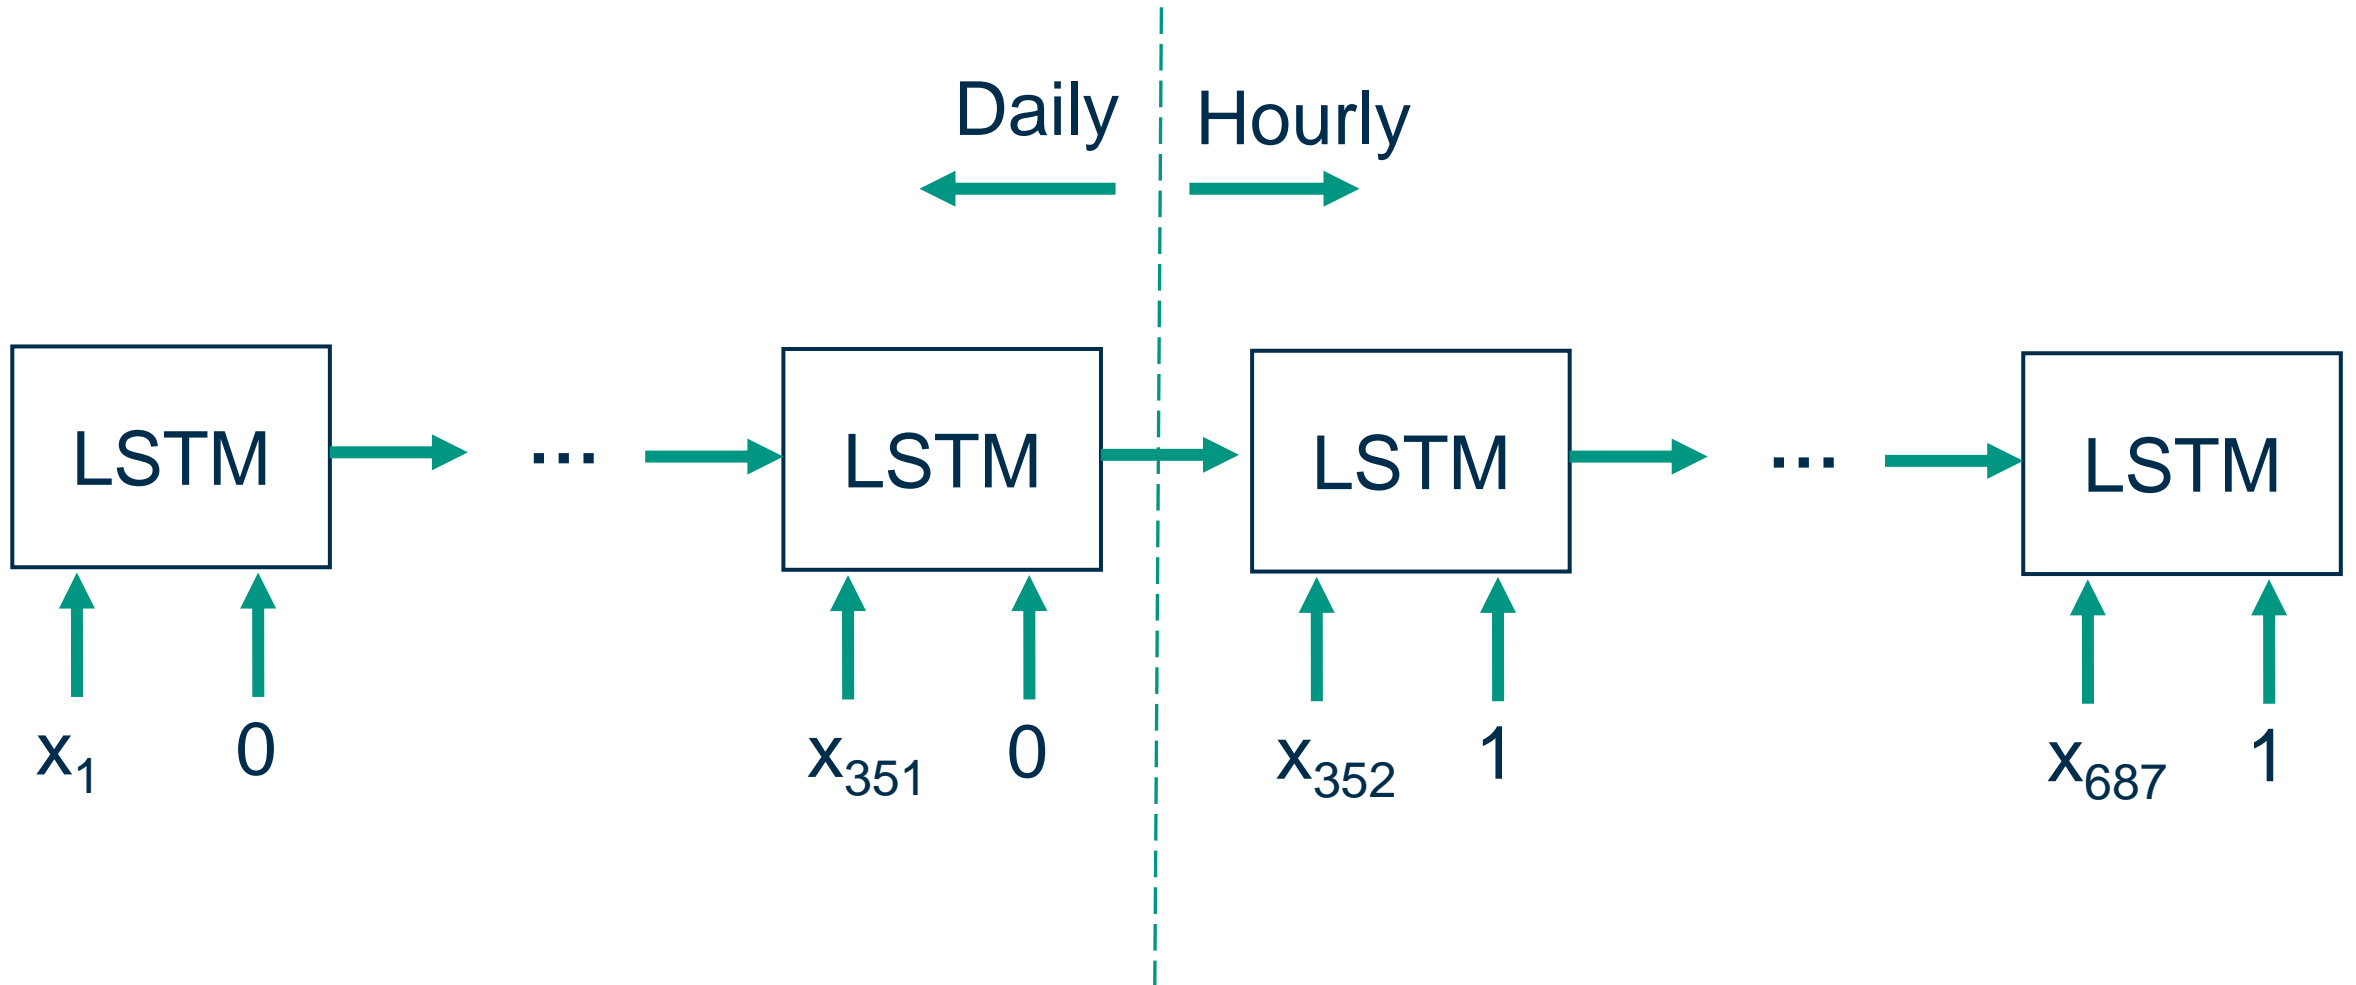 Daily
Hourly
LSTM ... LSTM LSTM ... LSTM
x₁ 0 x₃₅₁ 0 x₃₅₂ 1 x₆₈₇ 1